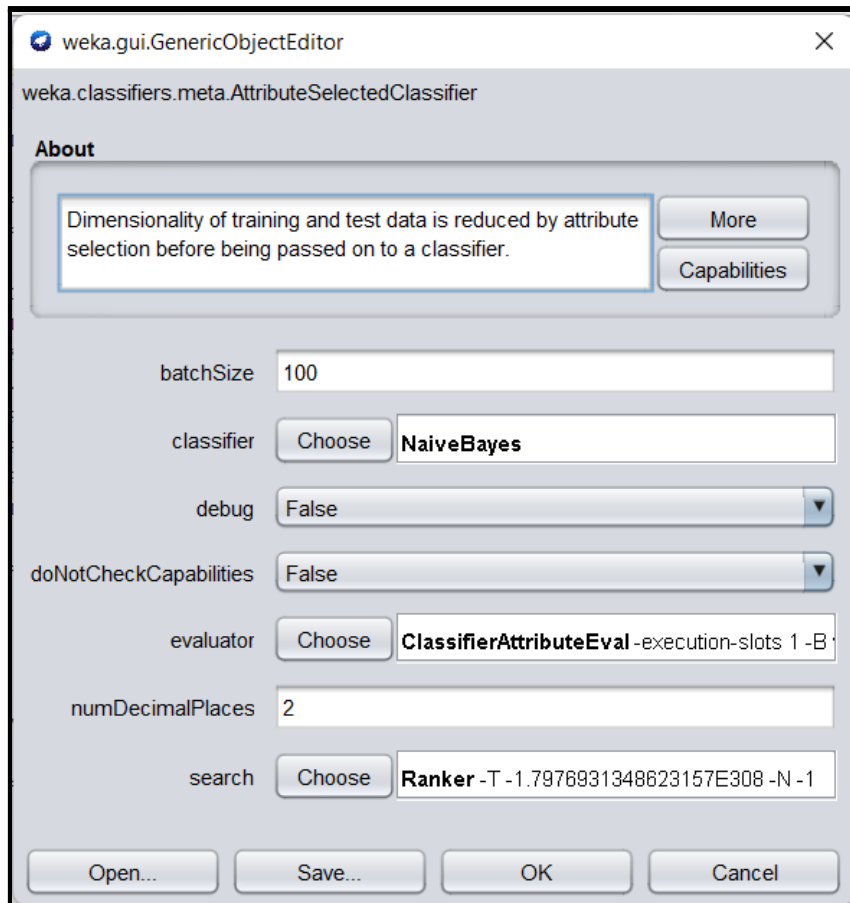 weka.gui.GenericObjectEditor
weka.classifiers.meta.AttributeSelectedClassifier
About
Dimensionality of training and test data is reduced by attribute
selection before being passed on to a classifier.
More
Capabilities
batchSize 100
classifier Choose NaiveBayes
debug False
doNotCheckCapabilities False
evaluator Choose ClassifierAttributeEval -execution-slots 1 -B
numDecimalPlaces 2
search Choose Ranker -T -1.7976931348623157E308 -N -1
Open... Save... OK Cancel